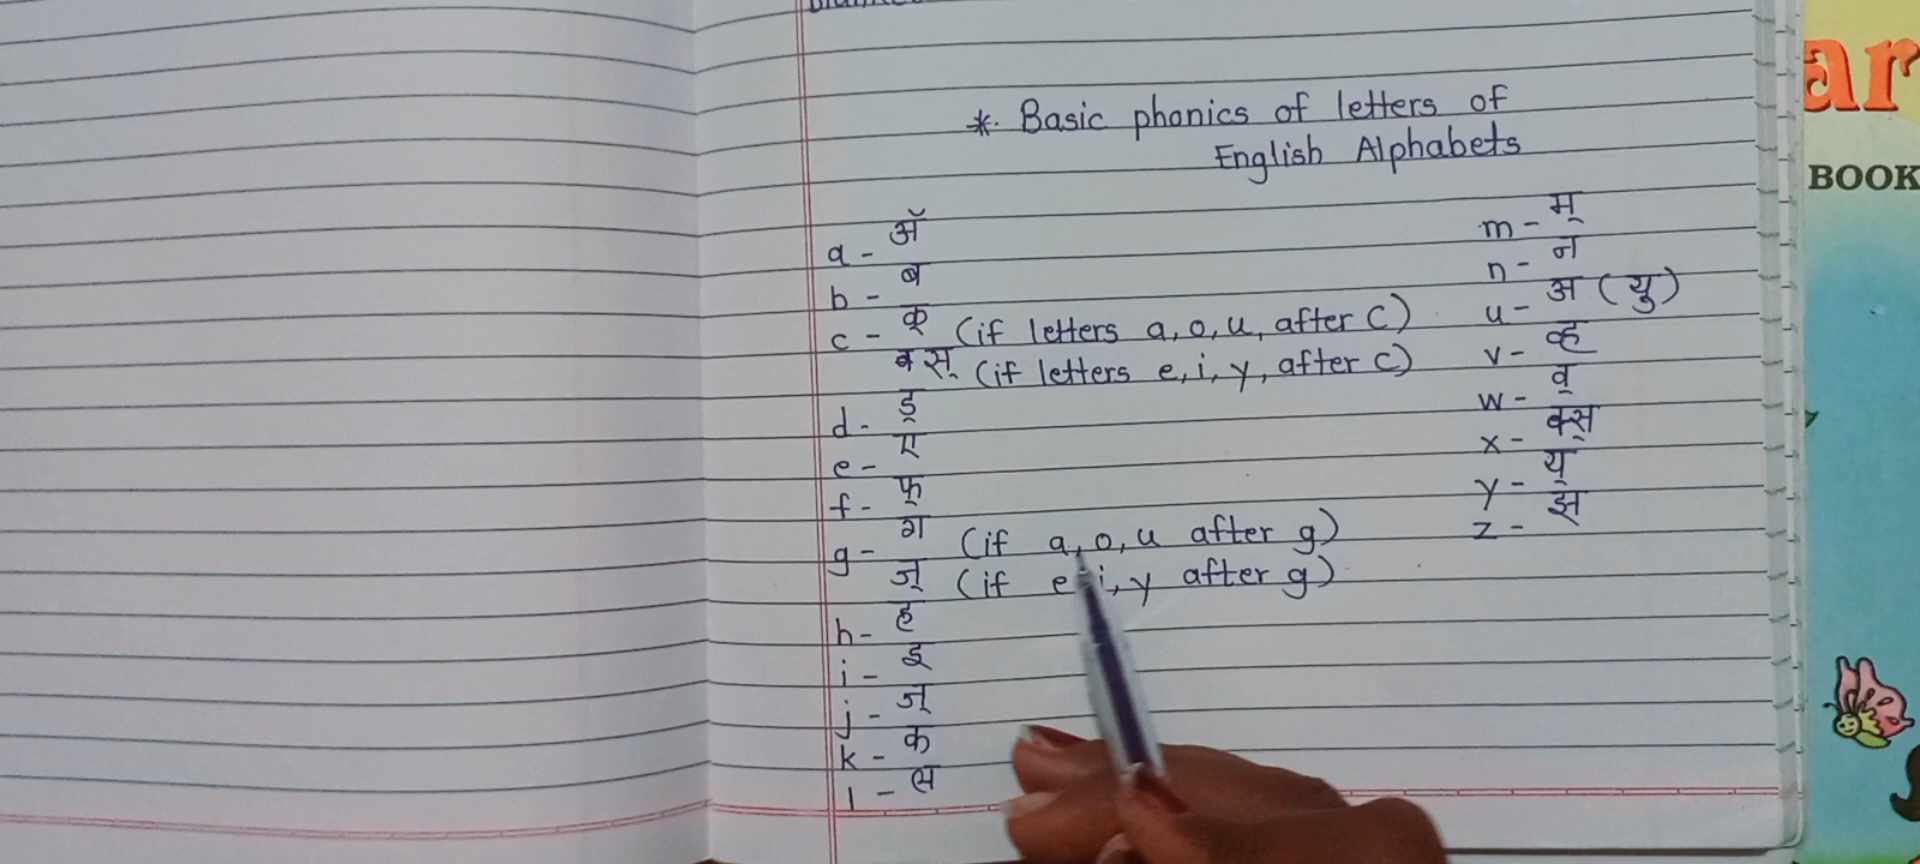 *. Basic phonics of letters of
English Alphabets
a - ॲ
b - ब
c - क् (if letters a, o, u, after c)
क्स् (if letters e, i, y, after c)
d - ड्
e - ए
f - फ्
g - ग (if a, o, u after g)
ज् (if e, i, y after g)
h - ह
i - इ
j - ज्
k - क
l - ल
m - म्
n - न
u - अ (यु)
v - व्ह
w - व्
x - क्स्
y - य्
z - झ
ar
BOOK